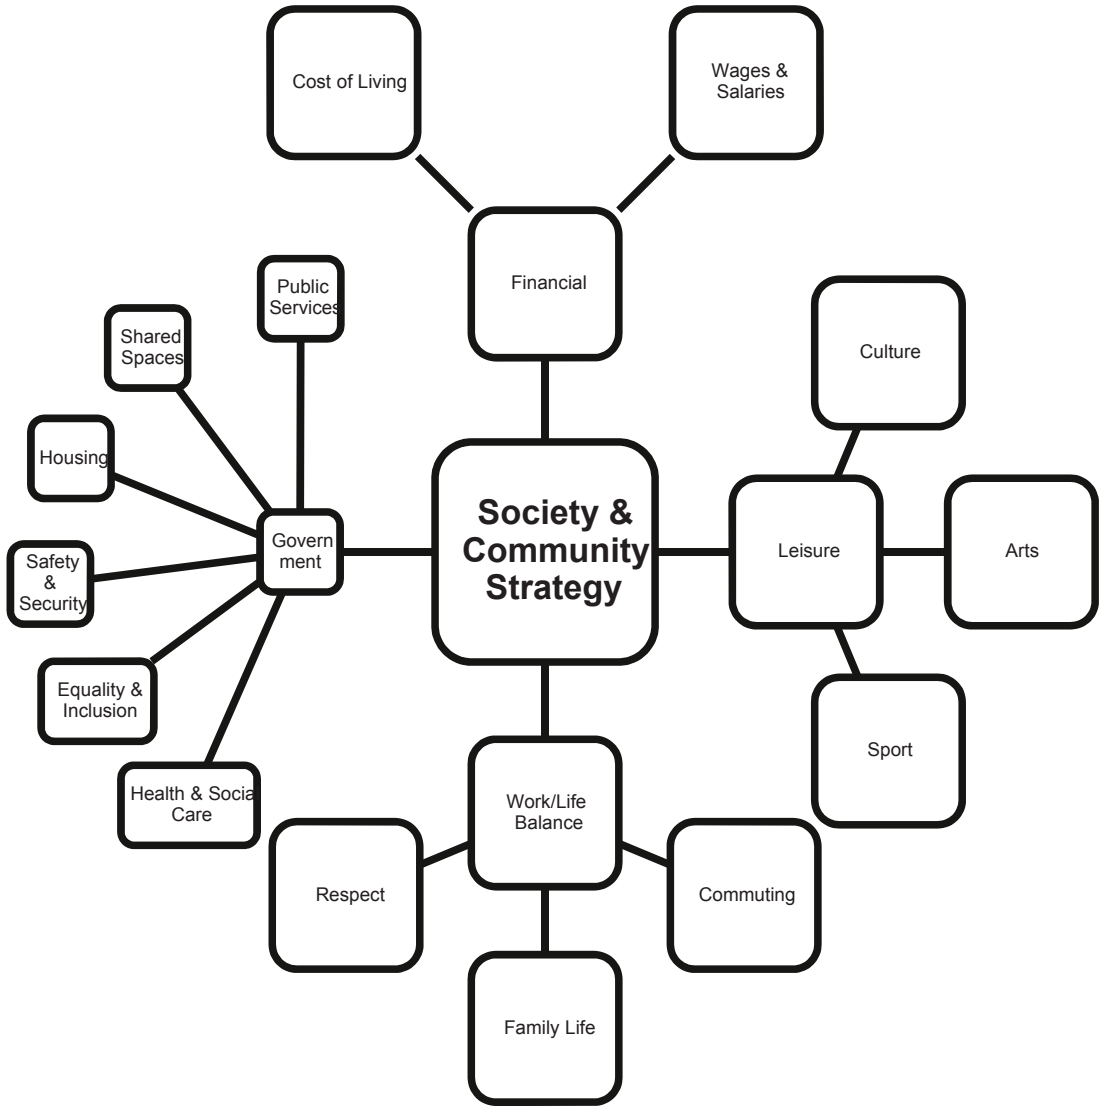 Cost of Living
Wages &
Salaries
Financial
Public
Services
Shared
Spaces
Culture
Housing
Society &
Community
Strategy
Govern
ment
Leisure
Arts
Safety
&
Security
Equality &
Inclusion
Sport
Health & Social
Care
Work/Life
Balance
Respect
Commuting
Family Life